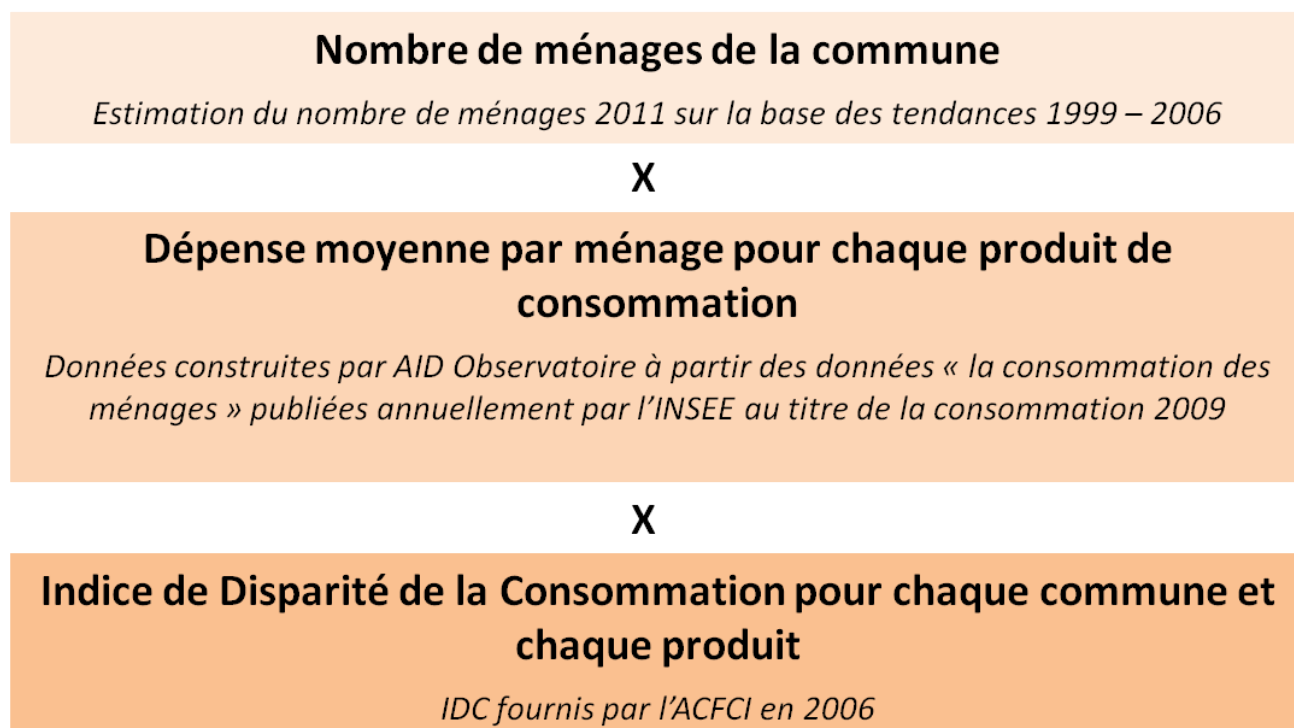 Nombre de ménages de la commune
Estimation du nombre de ménages 2011 sur la base des tendances 1999 – 2006
X
Dépense moyenne par ménage pour chaque produit de
consommation
Données construites par AID Observatoire à partir des données « la consommation des
ménages » publiées annuellement par l’INSEE au titre de la consommation 2009
X
Indice de Disparité de la Consommation pour chaque commune et
chaque produit
IDC fournis par l’ACFCI en 2006